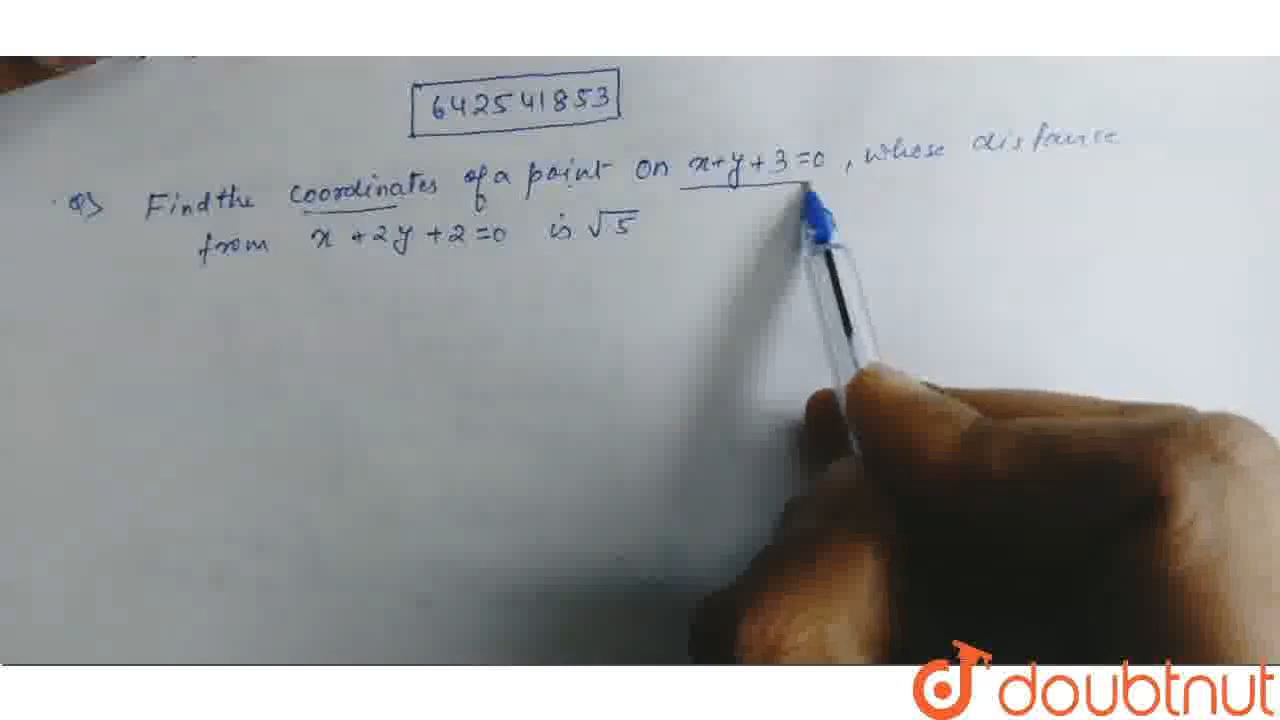 642541853
Q) Find the coordinates of a point on x+y+3=0, whose distance
from x+2y+2=0 is √5
doubtnut